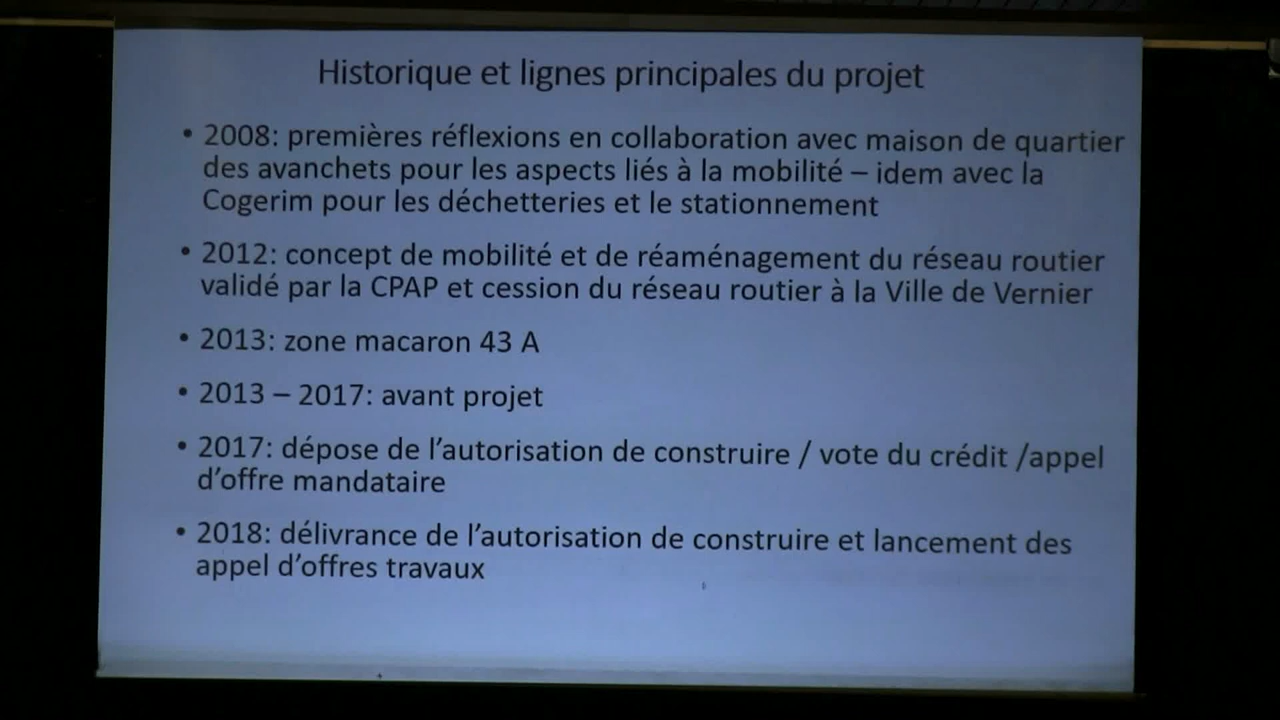 Historique et lignes principales du projet
• 2008: premières réflexions en collaboration avec maison de quartier
des avanchets pour les aspects liés à la mobilité – idem avec la
Cogerim pour les déchetteries et le stationnement
• 2012: concept de mobilité et de réaménagement du réseau routier
validé par la CPAP et cession du réseau routier à la Ville de Vernier
• 2013: zone macaron 43 A
• 2013 – 2017: avant projet
• 2017: dépose de l'autorisation de construire / vote du crédit /appel
d'offre mandataire
• 2018: délivrance de l'autorisation de construire et lancement des
appel d'offres travaux